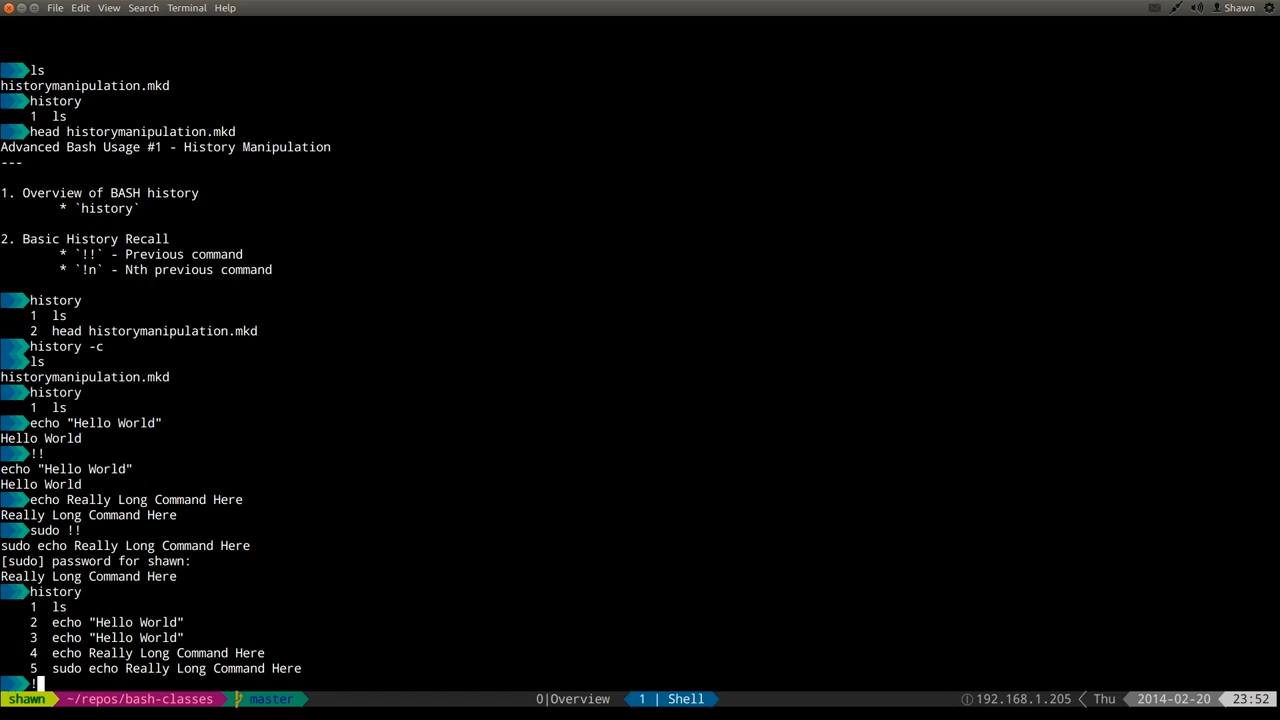 File Edit View Search Terminal Help Shawn
ls
historymanipulation.mkd
history
1 ls
head historymanipulation.mkd
Advanced Bash Usage #1 - History Manipulation
---
1. Overview of BASH history
* `history`
2. Basic History Recall
* `!!` - Previous command
* `!n` - Nth previous command
history
1 ls
2 head historymanipulation.mkd
history -c
ls
historymanipulation.mkd
history
1 ls
echo "Hello World"
Hello World
!!
echo "Hello World"
Hello World
echo Really Long Command Here
Really Long Command Here
sudo !!
sudo echo Really Long Command Here
[sudo] password for shawn:
Really Long Command Here
history
1 ls
2 echo "Hello World"
3 echo "Hello World"
4 echo Really Long Command Here
5 sudo echo Really Long Command Here
!
shawn ~/repos/bash-classes master 0|Overview 1 | Shell 192.168.1.205 Thu 2014-02-20 23:52